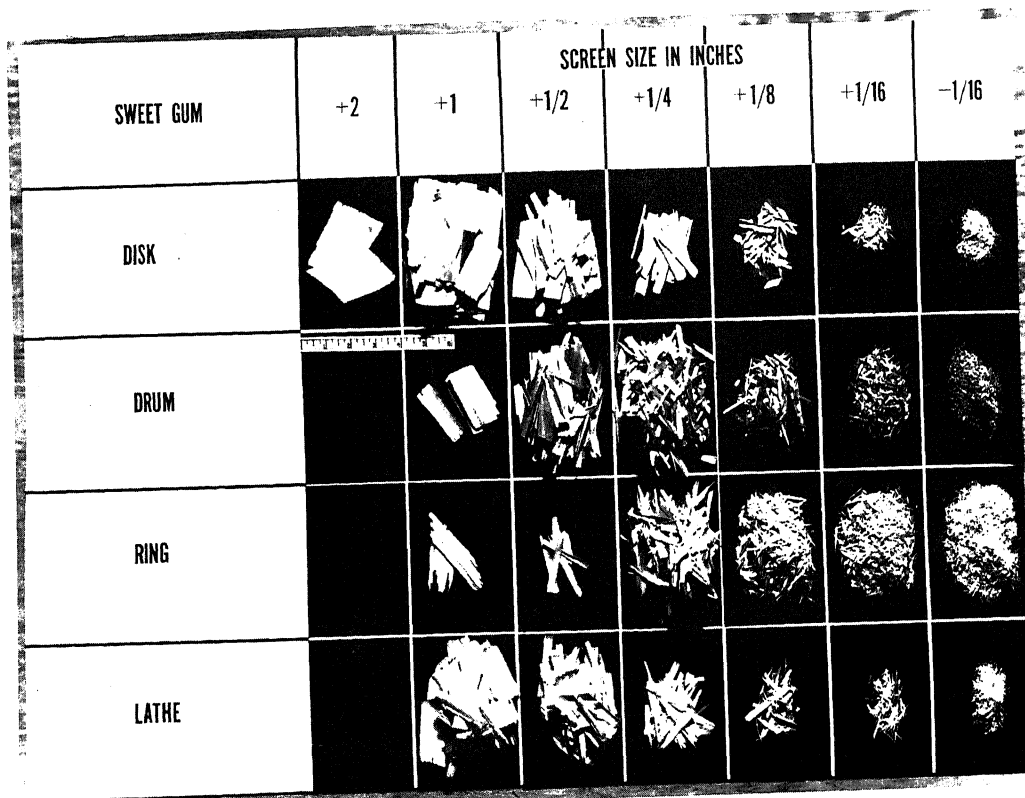 SCREEN SIZE IN INCHES
SWEET GUM +2 +1 +1/2 +1/4 +1/8 +1/16 −1/16
DISK
DRUM
RING
LATHE